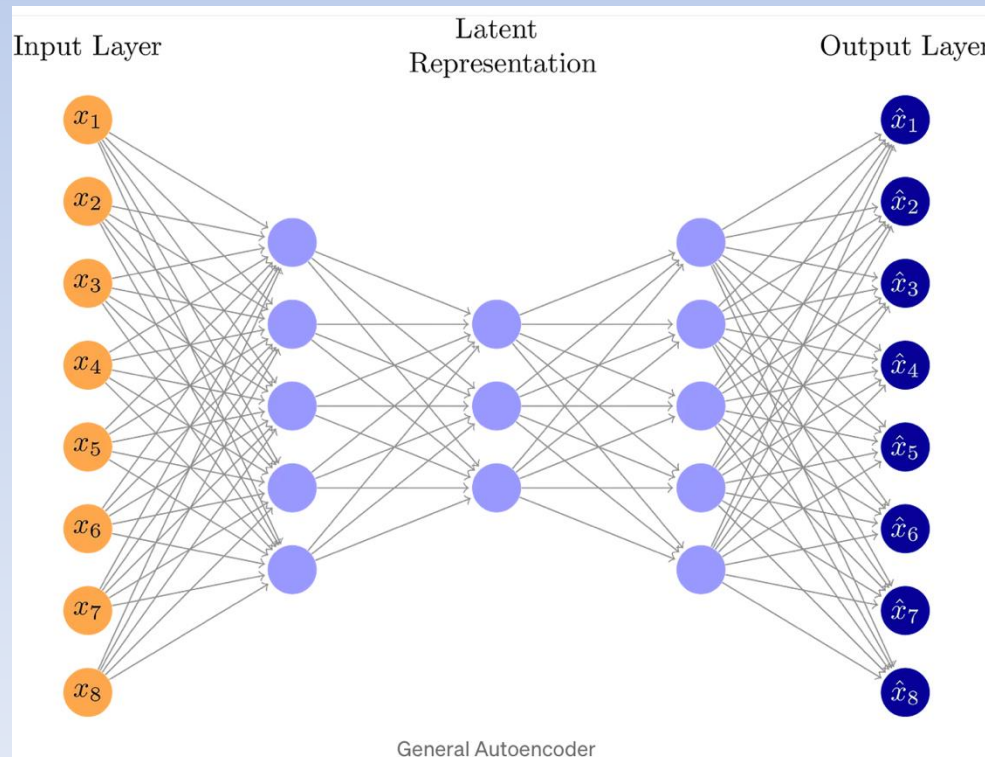 Input Layer
Latent
Representation
Output Layer
x₁
x₂
x₃
x₄
x₅
x₆
x₇
x₈
x̂₁
x̂₂
x̂₃
x̂₄
x̂₅
x̂₆
x̂₇
x̂₈
General Autoencoder